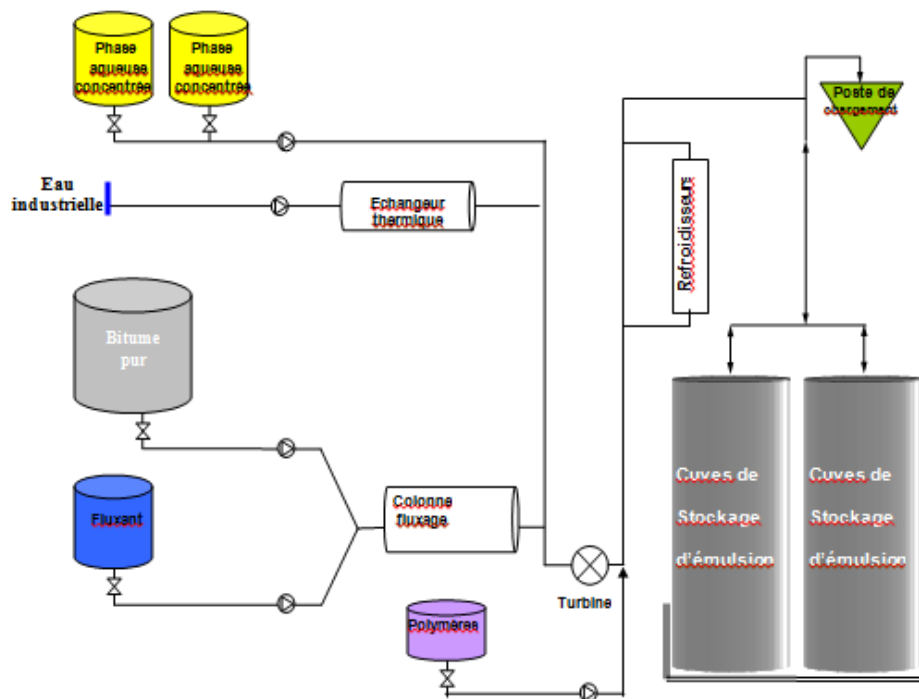 Phase
aqueuse
concentrée
Phase
aqueuse
concentrée
Poste de
chargement
Eau
industrielle
Echangeur
thermique
Refroidisseurs
Bitume
pur
Fluxant
Colonne
fluxage
Turbine
Polymères
Cuves de
Stockage
d'émulsion
Cuves de
Stockage
d'émulsion